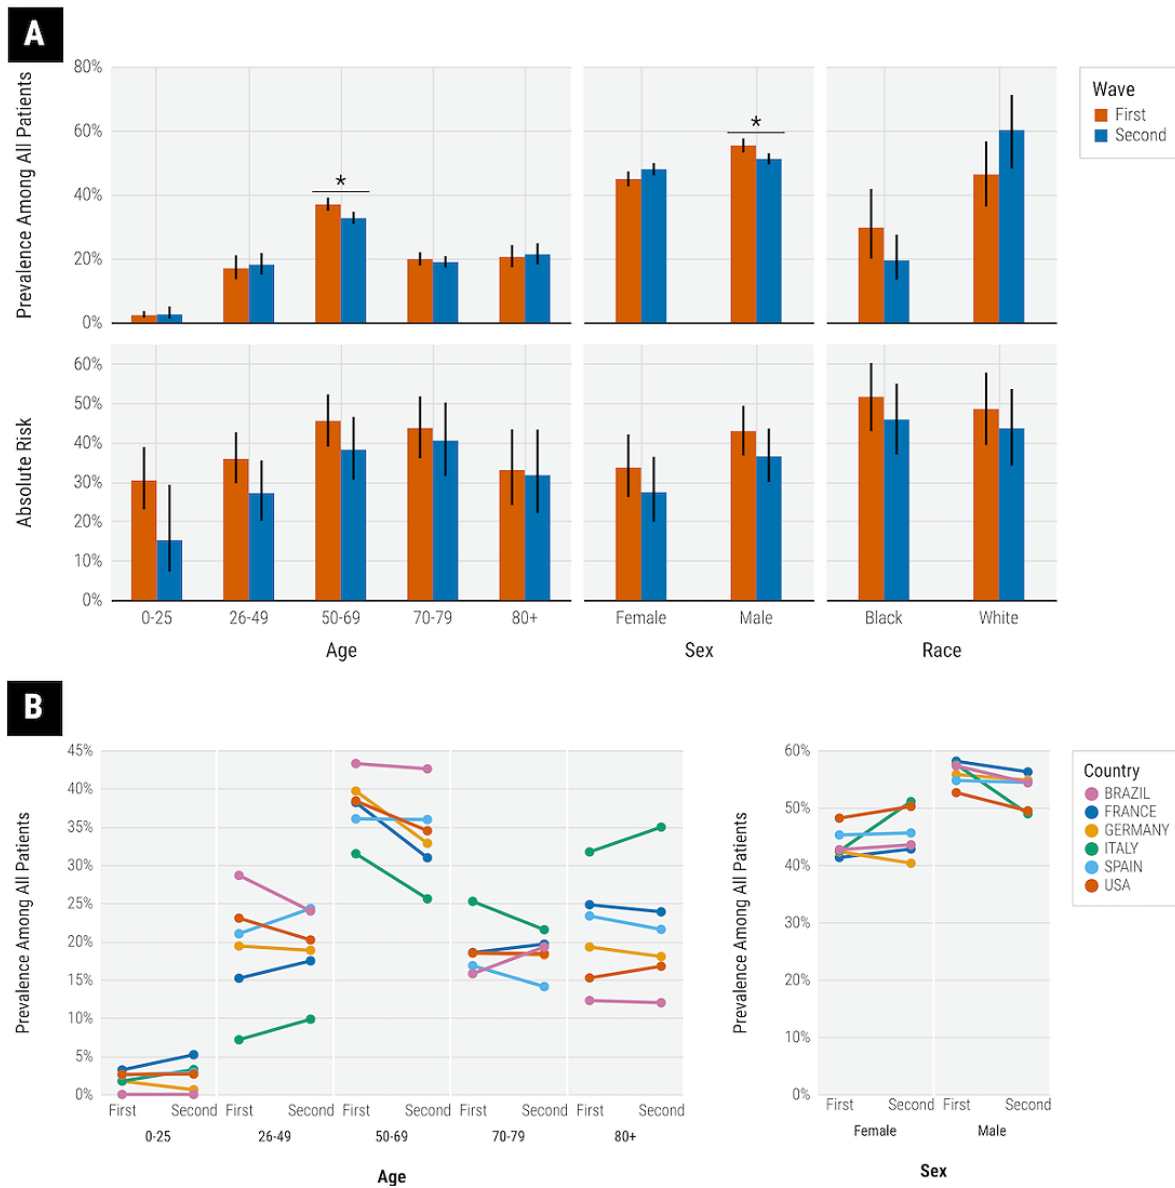 A
Prevalence Among All Patients
80%
60%
40%
20%
0%
*
*
Wave
First
Second
Absolute Risk
60%
50%
40%
30%
20%
10%
0%
0-25 26-49 50-69 70-79 80+
Female Male
Black White
Age Sex Race
B
Prevalence Among All Patients
45%
40%
35%
30%
25%
20%
15%
10%
5%
0%
First Second First Second First Second First Second First Second
0-25 26-49 50-69 70-79 80+
Age
Prevalence Among All Patients
60%
50%
40%
30%
20%
10%
0%
First Second First Second
Female Male
Sex
Country
BRAZIL
FRANCE
GERMANY
ITALY
SPAIN
USA